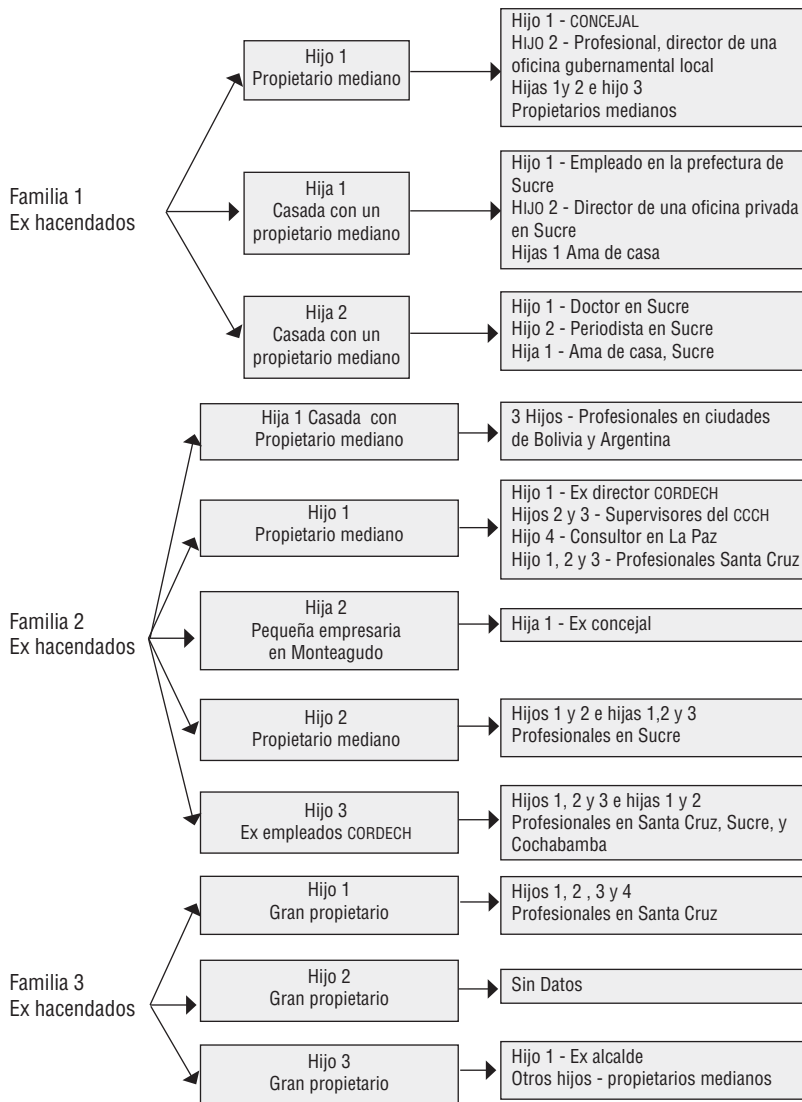 Familia 1
Ex hacendados
Hijo 1
Propietario mediano
Hijo 1 - CONCEJAL
HIJO 2 - Profesional, director de una
oficina gubernamental local
Hijas 1y 2 e hijo 3
Propietarios medianos
Hija 1
Casada con un
propietario mediano
Hijo 1 - Empleado en la prefectura de
Sucre
HIJO 2 - Director de una oficina privada
en Sucre
Hijas 1 Ama de casa
Hija 2
Casada con un
propietario mediano
Hijo 1 - Doctor en Sucre
Hijo 2 - Periodista en Sucre
Hija 1 - Ama de casa, Sucre
Familia 2
Ex hacendados
Hija 1 Casada con
Propietario mediano
3 Hijos - Profesionales en ciudades
de Bolivia y Argentina
Hijo 1
Propietario mediano
Hijo 1 - Ex director CORDECH
Hijos 2 y 3 - Supervisores del CCCH
Hijo 4 - Consultor en La Paz
Hijo 1, 2 y 3 - Profesionales Santa Cruz
Hija 2
Pequeña empresaria
en Monteagudo
Hija 1 - Ex concejal
Hijo 2
Propietario mediano
Hijos 1 y 2 e hijas 1,2 y 3
Profesionales en Sucre
Hijo 3
Ex empleados CORDECH
Hijos 1, 2 y 3 e hijas 1 y 2
Profesionales en Santa Cruz, Sucre, y
Cochabamba
Familia 3
Ex hacendados
Hijo 1
Gran propietario
Hijos 1, 2 , 3 y 4
Profesionales en Santa Cruz
Hijo 2
Gran propietario
Sin Datos
Hijo 3
Gran propietario
Hijo 1 - Ex alcalde
Otros hijos - propietarios medianos